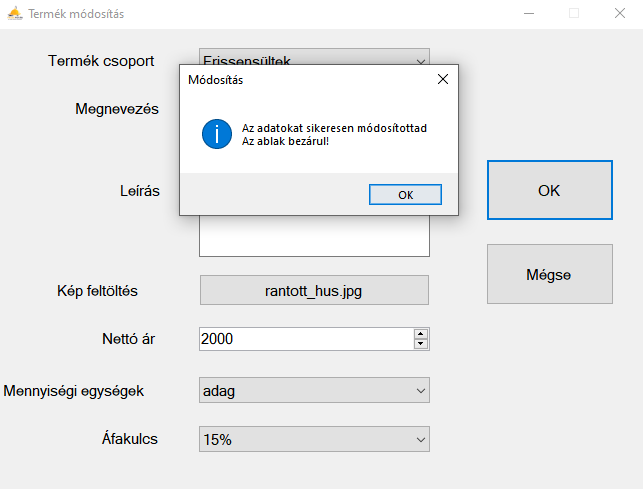 Termék módosítás
Termék csoport
Frissensültek
Módosítás
Megnevezés
Az adatokat sikeresen módosítottad
Az ablak bezárul!
Leírás
OK
OK
Kép feltöltés
rantott_hus.jpg
Mégse
Nettó ár
2000
Mennyiségi egységek
adag
Áfakulcs
15%